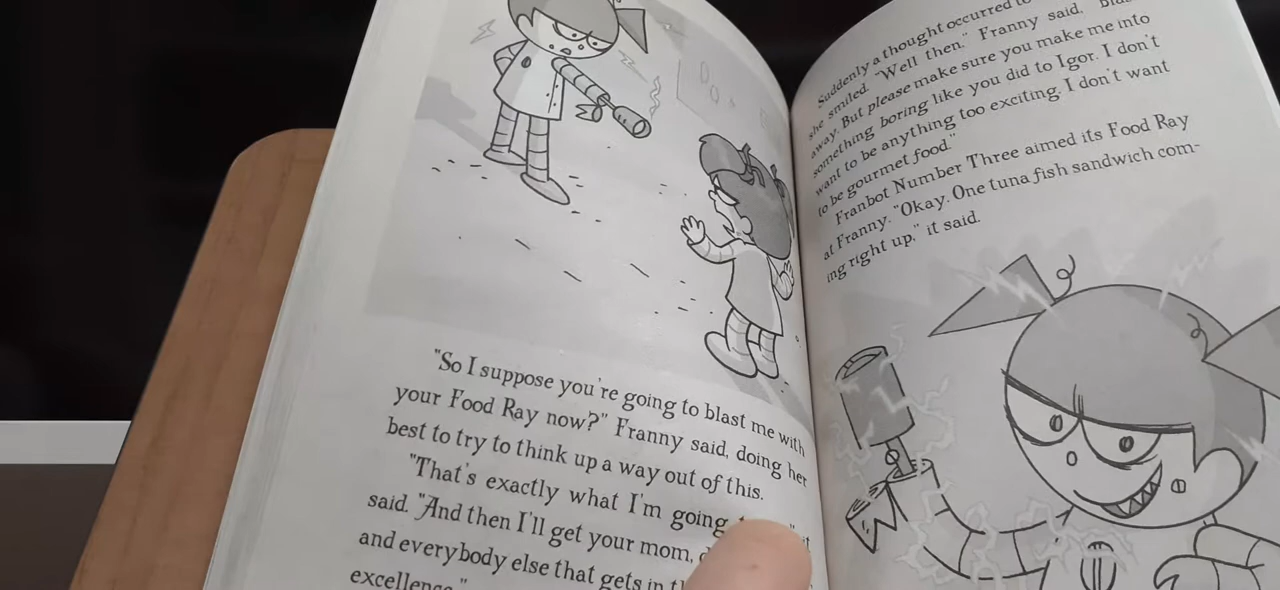 "So I suppose you're going to blast me with
your Food Ray now?" Franny said, doing her
best to try to think up a way out of this.
"That's exactly what I'm going
said. "And then I'll get your mom,
and everybody else that gets in
excellence."
Suddenly a thought occurred to
she smiled. "Well then," Franny said,
away. But please make sure you make me into
something boring like you did to Igor. I don't
want to be anything too exciting. I don't want
to be gourmet food."
Franbot Number Three aimed its Food Ray
at Franny. "Okay. One tuna fish sandwich com-
ing right up," it said.